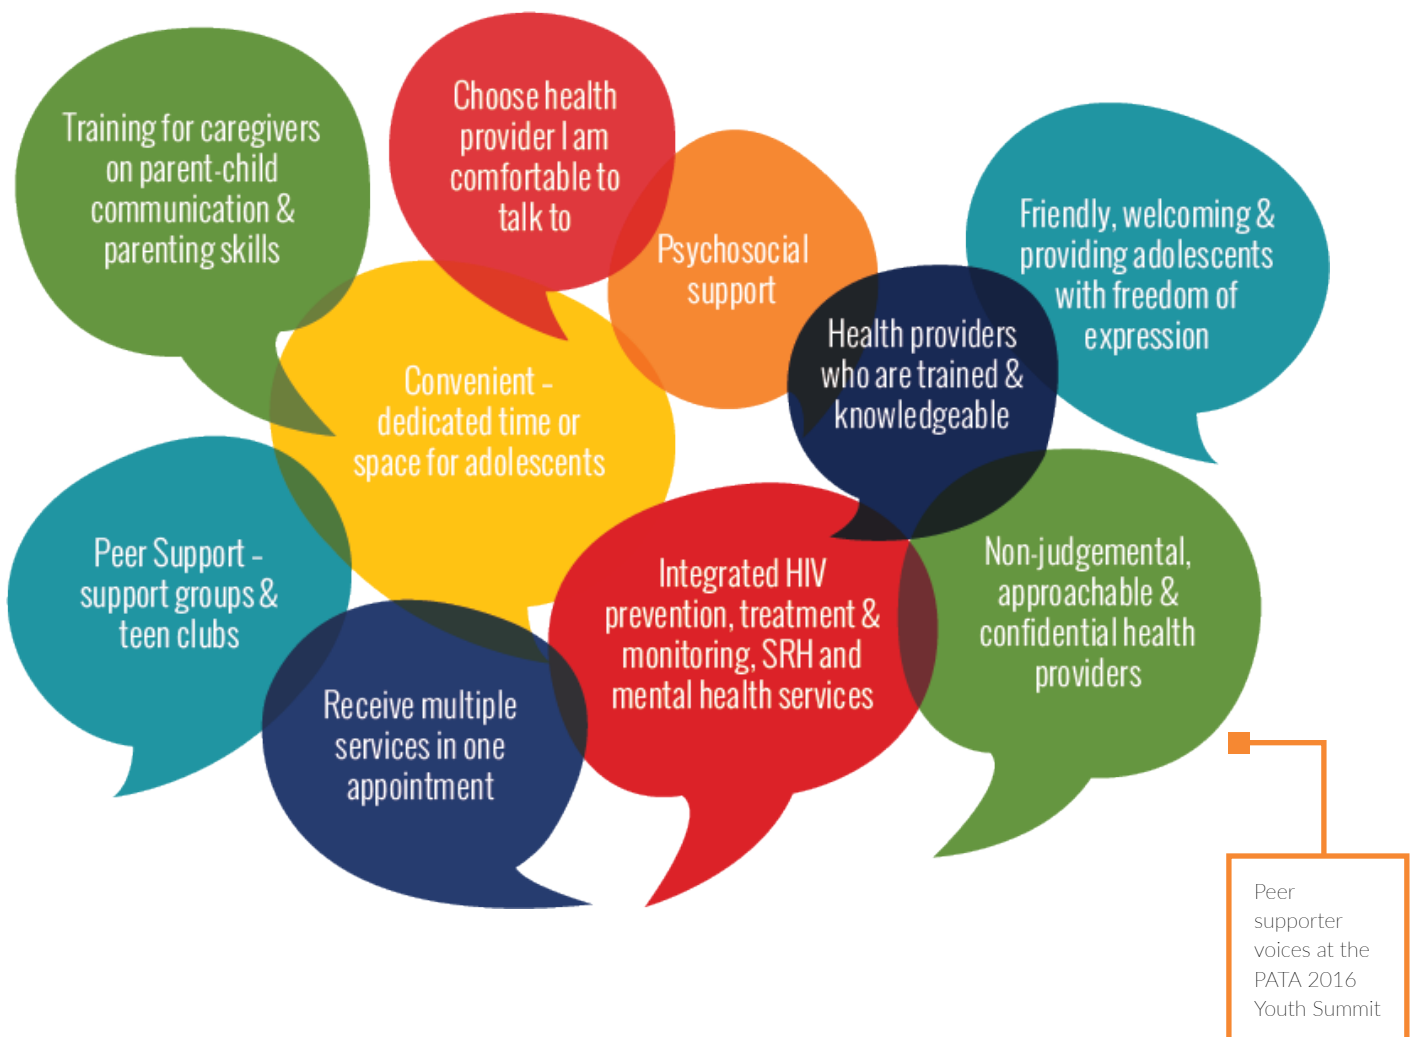 Training for caregivers
on parent-child
communication &
parenting skills
Choose health
provider I am
comfortable to
talk to
Psychosocial
support
Friendly, welcoming &
providing adolescents
with freedom of
expression
Health providers
who are trained &
knowledgeable
Convenient –
dedicated time or
space for adolescents
Peer Support –
support groups &
teen clubs
Integrated HIV
prevention, treatment &
monitoring, SRH and
mental health services
Non-judgemental,
approachable &
confidential health
providers
Receive multiple
services in one
appointment
Peer
supporter
voices at the
PATA 2016
Youth Summit